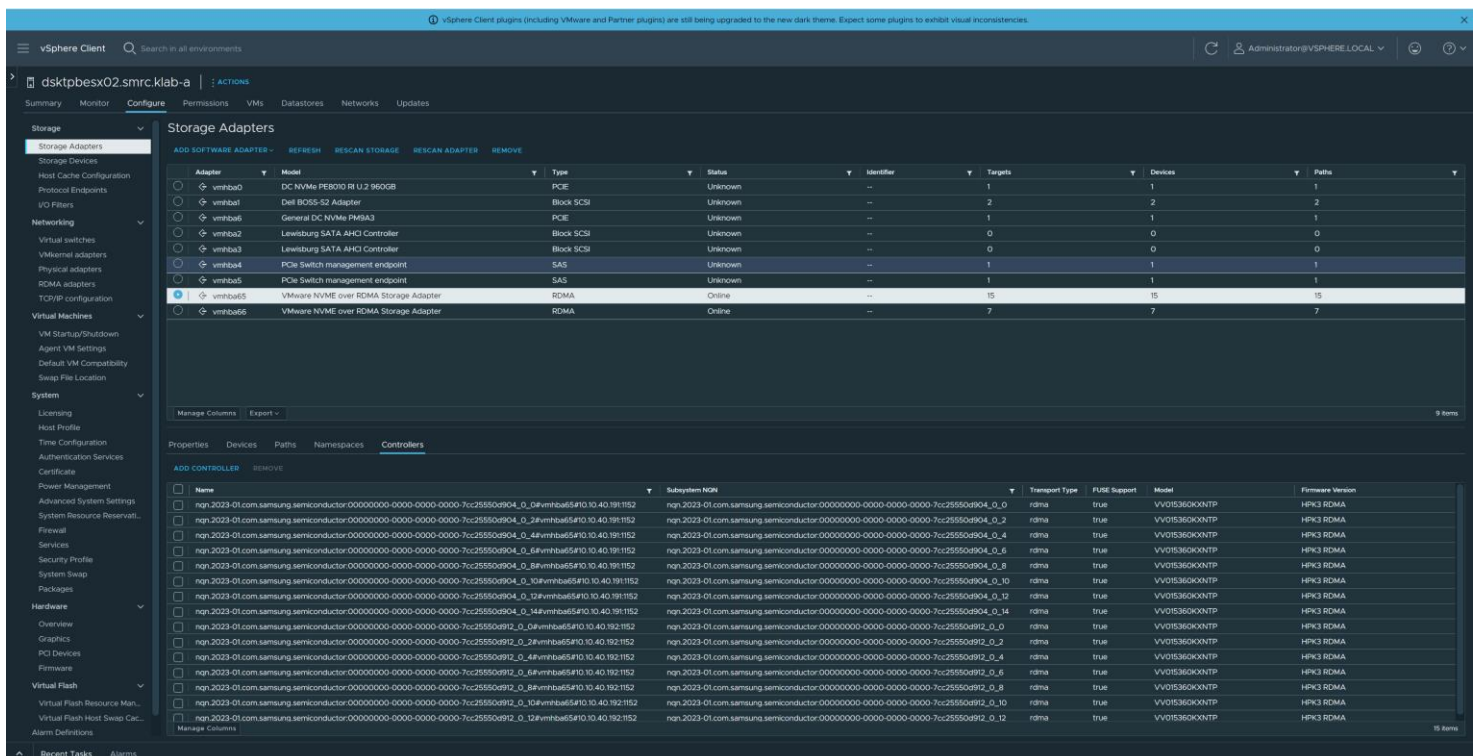 vSphere Client plugins (including VMware and Partner plugins) are still being upgraded to the new dark theme. Expect some plugins to exhibit visual inconsistencies.
vSphere Client Search in all environments Administrator@VSPHERE.LOCAL
dsktpbesx02.smrc.klab-a ACTIONS
Summary Monitor Configure Permissions VMs Datastores Networks Updates
Storage
Storage Adapters
Storage Devices
Host Cache Configuration
Protocol Endpoints
I/O Filters
Networking
Virtual switches
VMkernel adapters
Physical adapters
RDMA adapters
TCP/IP configuration
Virtual Machines
VM Startup/Shutdown
Agent VM Settings
Default VM Compatibility
Swap File Location
System
Licensing
Host Profile
Time Configuration
Authentication Services
Certificate
Power Management
Advanced System Settings
System Resource Reservati...
Firewall
Services
Security Profile
System Swap
Packages
Hardware
Overview
Graphics
PCI Devices
Firmware
Virtual Flash
Virtual Flash Resource Man...
Virtual Flash Host Swap Cac...
Alarm Definitions
Storage Adapters
ADD SOFTWARE ADAPTER REFRESH RESCAN STORAGE RESCAN ADAPTER REMOVE
Adapter Model Type Status Identifier Targets Devices Paths
vmhba0 DC NVMe PE8010 RI U.2 960GB PCIE Unknown -- 1 1 1
vmhba1 Dell BOSS-S2 Adapter Block SCSI Unknown -- 2 2 2
vmhba6 General DC NVMe PM9A3 PCIE Unknown -- 1 1 1
vmhba2 Lewisburg SATA AHCI Controller Block SCSI Unknown -- 0 0 0
vmhba3 Lewisburg SATA AHCI Controller Block SCSI Unknown -- 0 0 0
vmhba4 PCIe Switch management endpoint SAS Unknown -- 1 1 1
vmhba5 PCIe Switch management endpoint SAS Unknown -- 1 1 1
vmhba65 VMware NVME over RDMA Storage Adapter RDMA Online -- 15 15 15
vmhba66 VMware NVME over RDMA Storage Adapter RDMA Online -- 7 7 7
Manage Columns Export 9 items
Properties Devices Paths Namespaces Controllers
ADD CONTROLLER REMOVE
Name Subsystem NQN Transport Type FUSE Support Model Firmware Version
nqn.2023-01.com.samsung.semiconductor:00000000-0000-0000-0000-7cc25550d904_0_0#vmhba65#10.10.40.191:1152 nqn.2023-01.com.samsung.semiconductor:00000000-0000-0000-0000-7cc25550d904_0_0 rdma true VV015360KXNTP HPK3 RDMA
nqn.2023-01.com.samsung.semiconductor:00000000-0000-0000-0000-7cc25550d904_0_2#vmhba65#10.10.40.191:1152 nqn.2023-01.com.samsung.semiconductor:00000000-0000-0000-0000-7cc25550d904_0_2 rdma true VV015360KXNTP HPK3 RDMA
nqn.2023-01.com.samsung.semiconductor:00000000-0000-0000-0000-7cc25550d904_0_4#vmhba65#10.10.40.191:1152 nqn.2023-01.com.samsung.semiconductor:00000000-0000-0000-0000-7cc25550d904_0_4 rdma true VV015360KXNTP HPK3 RDMA
nqn.2023-01.com.samsung.semiconductor:00000000-0000-0000-0000-7cc25550d904_0_6#vmhba65#10.10.40.191:1152 nqn.2023-01.com.samsung.semiconductor:00000000-0000-0000-0000-7cc25550d904_0_6 rdma true VV015360KXNTP HPK3 RDMA
nqn.2023-01.com.samsung.semiconductor:00000000-0000-0000-0000-7cc25550d904_0_8#vmhba65#10.10.40.191:1152 nqn.2023-01.com.samsung.semiconductor:00000000-0000-0000-0000-7cc25550d904_0_8 rdma true VV015360KXNTP HPK3 RDMA
nqn.2023-01.com.samsung.semiconductor:00000000-0000-0000-0000-7cc25550d904_0_10#vmhba65#10.10.40.191:1152 nqn.2023-01.com.samsung.semiconductor:00000000-0000-0000-0000-7cc25550d904_0_10 rdma true VV015360KXNTP HPK3 RDMA
nqn.2023-01.com.samsung.semiconductor:00000000-0000-0000-0000-7cc25550d904_0_12#vmhba65#10.10.40.191:1152 nqn.2023-01.com.samsung.semiconductor:00000000-0000-0000-0000-7cc25550d904_0_12 rdma true VV015360KXNTP HPK3 RDMA
nqn.2023-01.com.samsung.semiconductor:00000000-0000-0000-0000-7cc25550d904_0_14#vmhba65#10.10.40.191:1152 nqn.2023-01.com.samsung.semiconductor:00000000-0000-0000-0000-7cc25550d904_0_14 rdma true VV015360KXNTP HPK3 RDMA
nqn.2023-01.com.samsung.semiconductor:00000000-0000-0000-0000-7cc25550d912_0_0#vmhba65#10.10.40.192:1152 nqn.2023-01.com.samsung.semiconductor:00000000-0000-0000-0000-7cc25550d912_0_0 rdma true VV015360KXNTP HPK3 RDMA
nqn.2023-01.com.samsung.semiconductor:00000000-0000-0000-0000-7cc25550d912_0_2#vmhba65#10.10.40.192:1152 nqn.2023-01.com.samsung.semiconductor:00000000-0000-0000-0000-7cc25550d912_0_2 rdma true VV015360KXNTP HPK3 RDMA
nqn.2023-01.com.samsung.semiconductor:00000000-0000-0000-0000-7cc25550d912_0_4#vmhba65#10.10.40.192:1152 nqn.2023-01.com.samsung.semiconductor:00000000-0000-0000-0000-7cc25550d912_0_4 rdma true VV015360KXNTP HPK3 RDMA
nqn.2023-01.com.samsung.semiconductor:00000000-0000-0000-0000-7cc25550d912_0_6#vmhba65#10.10.40.192:1152 nqn.2023-01.com.samsung.semiconductor:00000000-0000-0000-0000-7cc25550d912_0_6 rdma true VV015360KXNTP HPK3 RDMA
nqn.2023-01.com.samsung.semiconductor:00000000-0000-0000-0000-7cc25550d912_0_8#vmhba65#10.10.40.192:1152 nqn.2023-01.com.samsung.semiconductor:00000000-0000-0000-0000-7cc25550d912_0_8 rdma true VV015360KXNTP HPK3 RDMA
nqn.2023-01.com.samsung.semiconductor:00000000-0000-0000-0000-7cc25550d912_0_10#vmhba65#10.10.40.192:1152 nqn.2023-01.com.samsung.semiconductor:00000000-0000-0000-0000-7cc25550d912_0_10 rdma true VV015360KXNTP HPK3 RDMA
nqn.2023-01.com.samsung.semiconductor:00000000-0000-0000-0000-7cc25550d912_0_12#vmhba65#10.10.40.192:1152 nqn.2023-01.com.samsung.semiconductor:00000000-0000-0000-0000-7cc25550d912_0_12 rdma true VV015360KXNTP HPK3 RDMA
Manage Columns 15 items
Recent Tasks Alarms